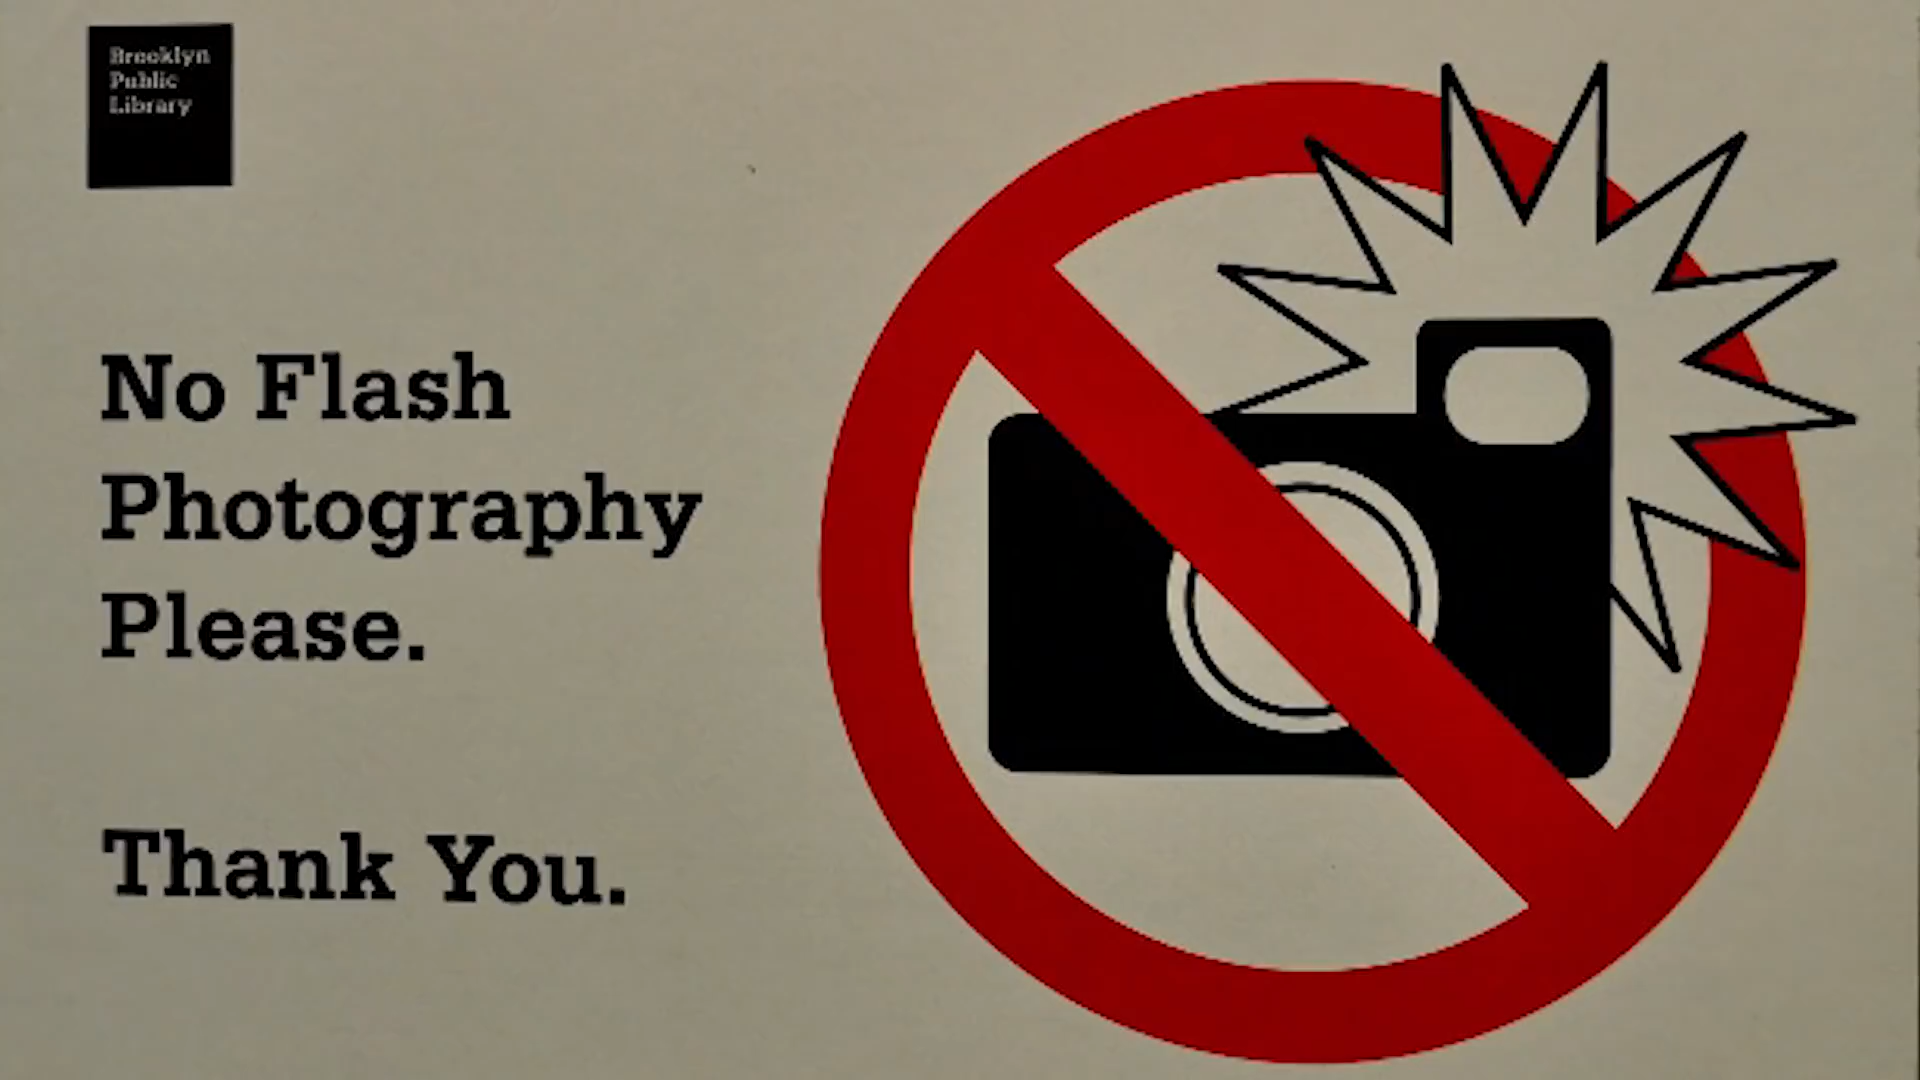 Brooklyn
Public
Library
No Flash
Photography
Please.
Thank You.